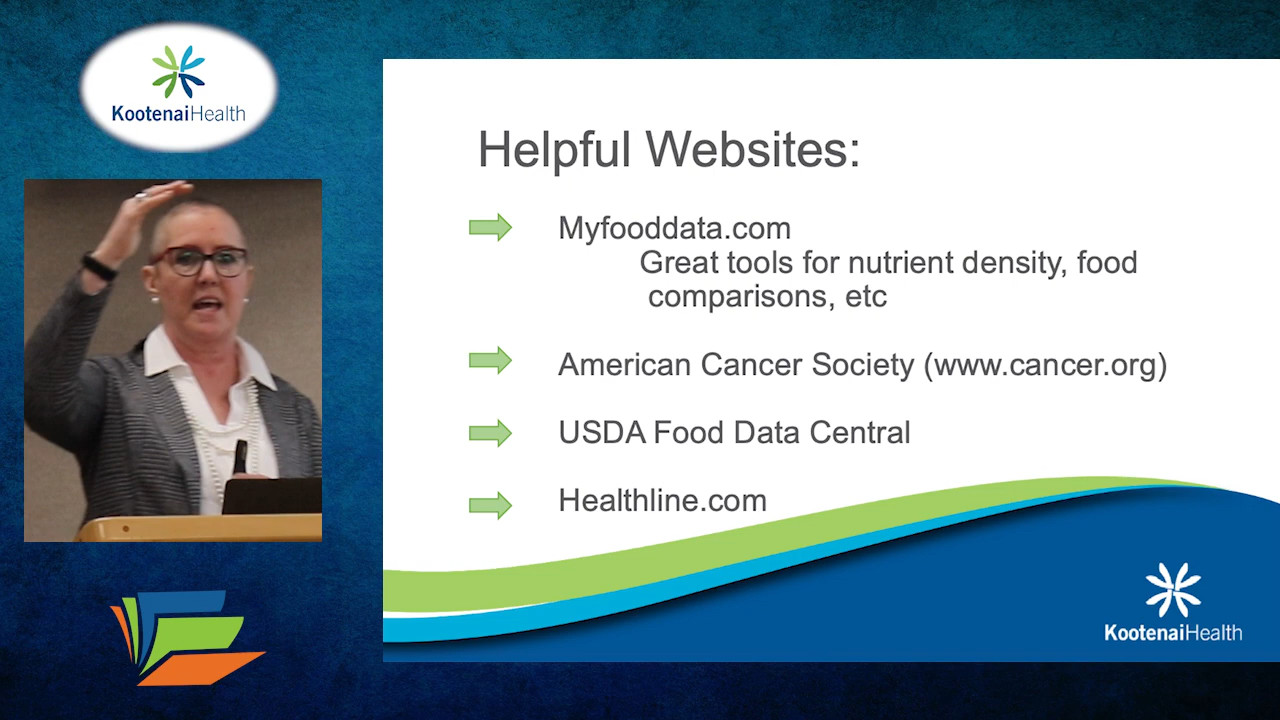 KootenaiHealth
Helpful Websites:
Myfooddata.com
Great tools for nutrient density, food
comparisons, etc
American Cancer Society (www.cancer.org)
USDA Food Data Central
Healthline.com
KootenaiHealth